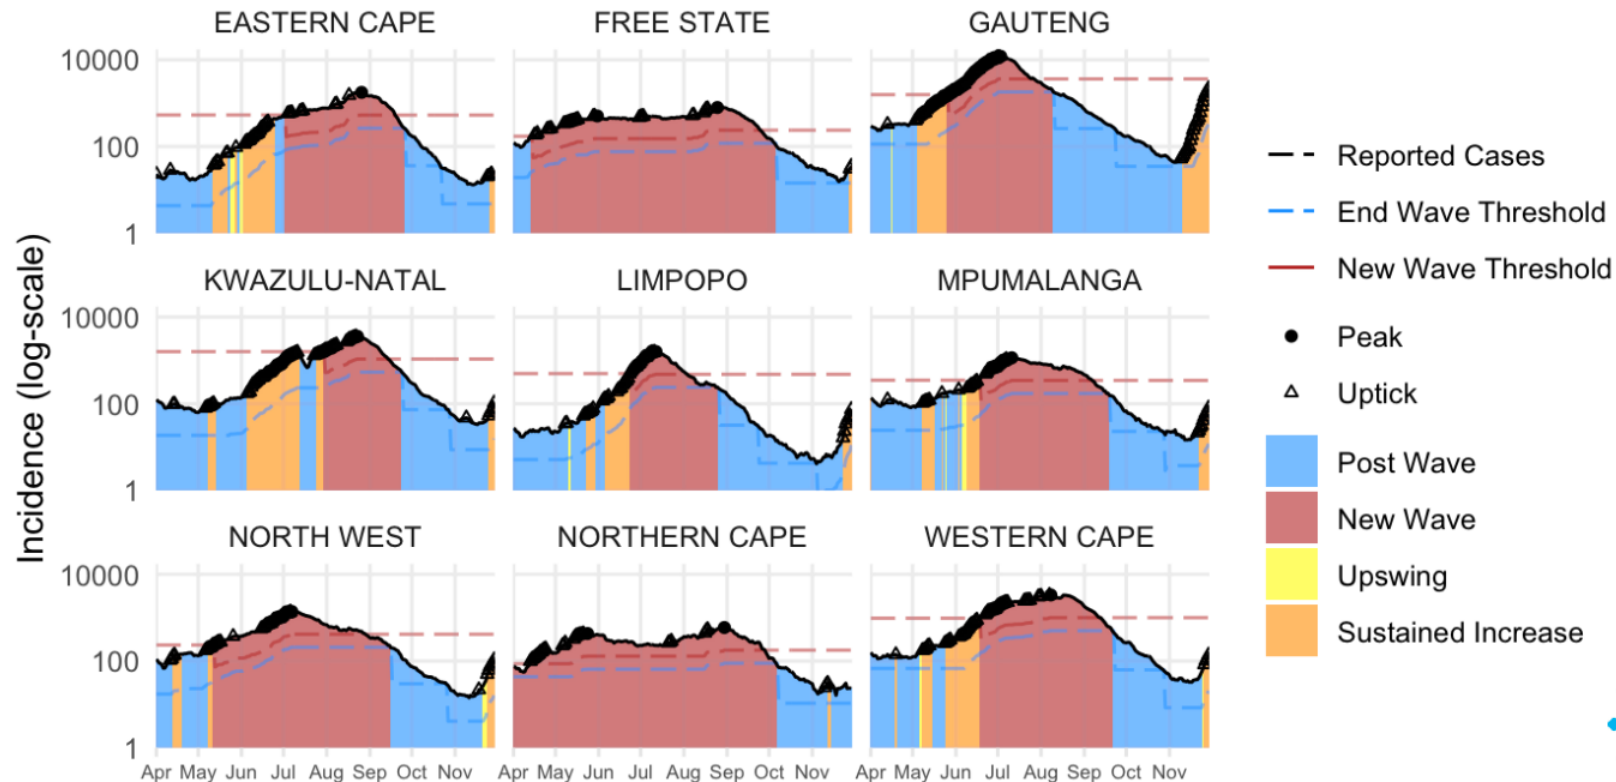 EASTERN CAPE FREE STATE GAUTENG
10000
100
1
KWAZULU-NATAL LIMPOPO MPUMALANGA
10000
100
1
NORTH WEST NORTHERN CAPE WESTERN CAPE
10000
100
1
Apr May Jun Jul Aug Sep Oct Nov Apr May Jun Jul Aug Sep Oct Nov Apr May Jun Jul Aug Sep Oct Nov
Incidence (log-scale)
Reported Cases
End Wave Threshold
New Wave Threshold
Peak
Uptick
Post Wave
New Wave
Upswing
Sustained Increase